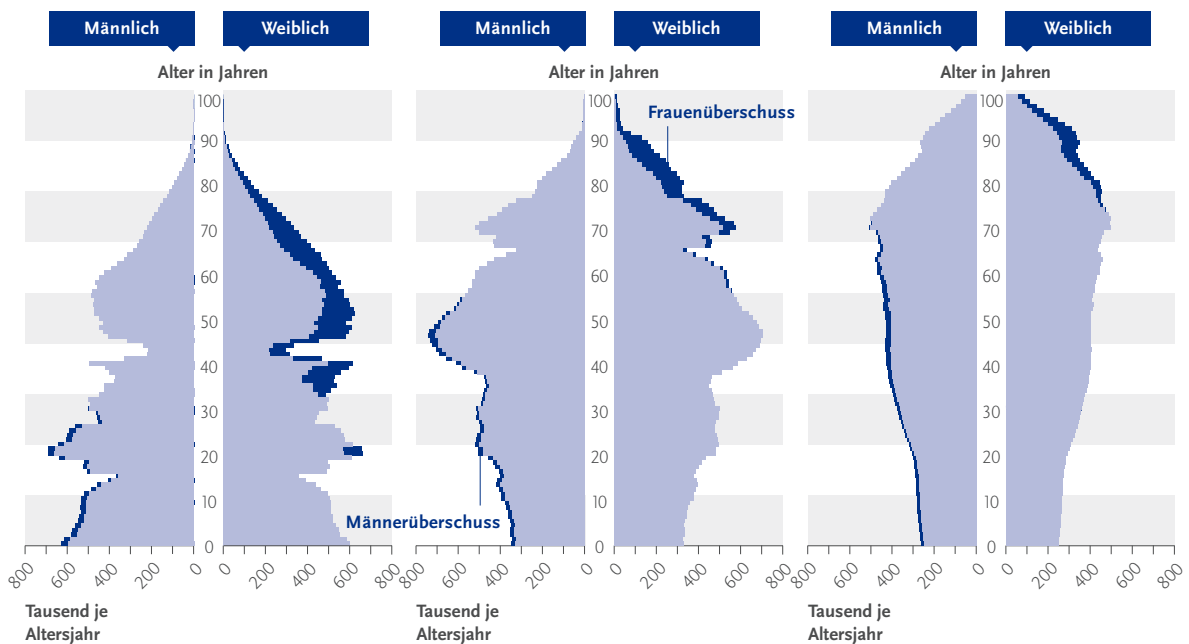 Männlich Weiblich Männlich Weiblich Männlich Weiblich
Alter in Jahren Alter in Jahren Alter in Jahren
100 100 100
Frauenüberschuss
90 90 90
80 80 80
70 70 70
60 60 60
50 50 50
40 40 40
30 30 30
20 20 20
10 10 10
Männerüberschuss
0 0 0
800 600 400 200 0 0 200 400 600 800 800 600 400 200 0 0 200 400 600 800 800 600 400 200 0 0 200 400 600 800
Tausend je Tausend je Tausend je
Altersjahr Altersjahr Altersjahr